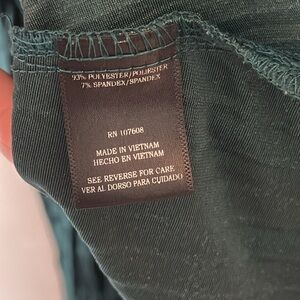 93% POLYESTER/POLIESTER
7% SPANDEX/SPANDEX
RN 107608
MADE IN VIETNAM
HECHO EN VIETNAM
SEE REVERSE FOR CARE
VER AL DORSO PARA CUIDADO